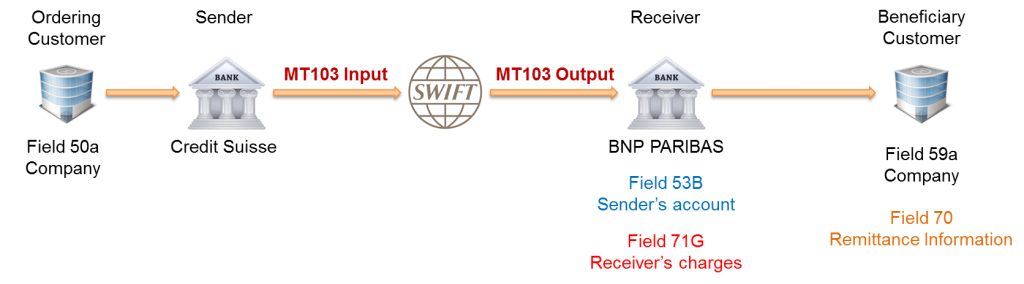 Ordering
Customer
Sender
Receiver
Beneficiary
Customer
BANK
MT103 Input
SWIFT
MT103 Output
BANK
Field 50a
Company
Credit Suisse
BNP PARIBAS
Field 59a
Company
Field 53B
Sender's account
Field 70
Remittance Information
Field 71G
Receiver's charges